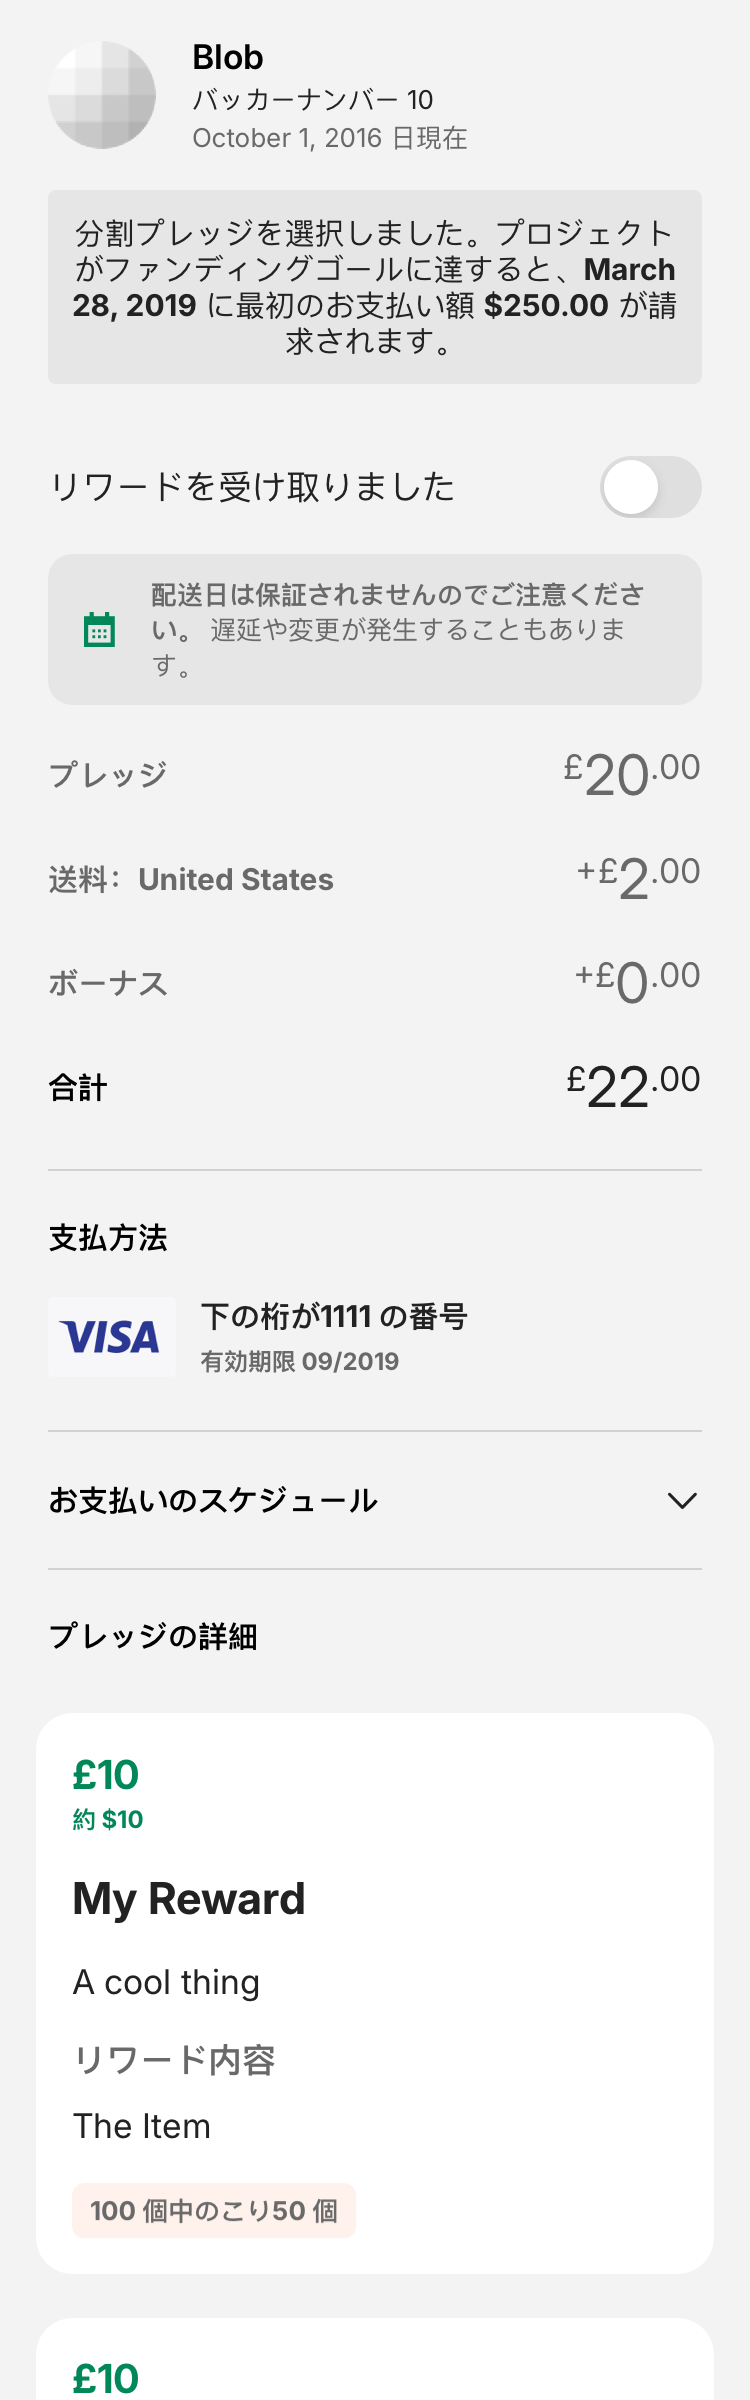 Blob
バッカーナンバー 10
October 1, 2016 日現在
分割プレッジを選択しました。プロジェクト
がファンディングゴールに達すると、March
28, 2019 に最初のお支払い額 $250.00 が請
求されます。
リワードを受け取りました
配送日は保証されませんのでご注意くださ
い。 遅延や変更が発生することもありま
す。
プレッジ £20.00
送料： United States +£2.00
ボーナス +£0.00
合計 £22.00
支払方法
VISA
下の桁が1111 の番号
有効期限 09/2019
お支払いのスケジュール
プレッジの詳細
£10
約 $10
My Reward
A cool thing
リワード内容
The Item
100 個中のこり50 個
£10